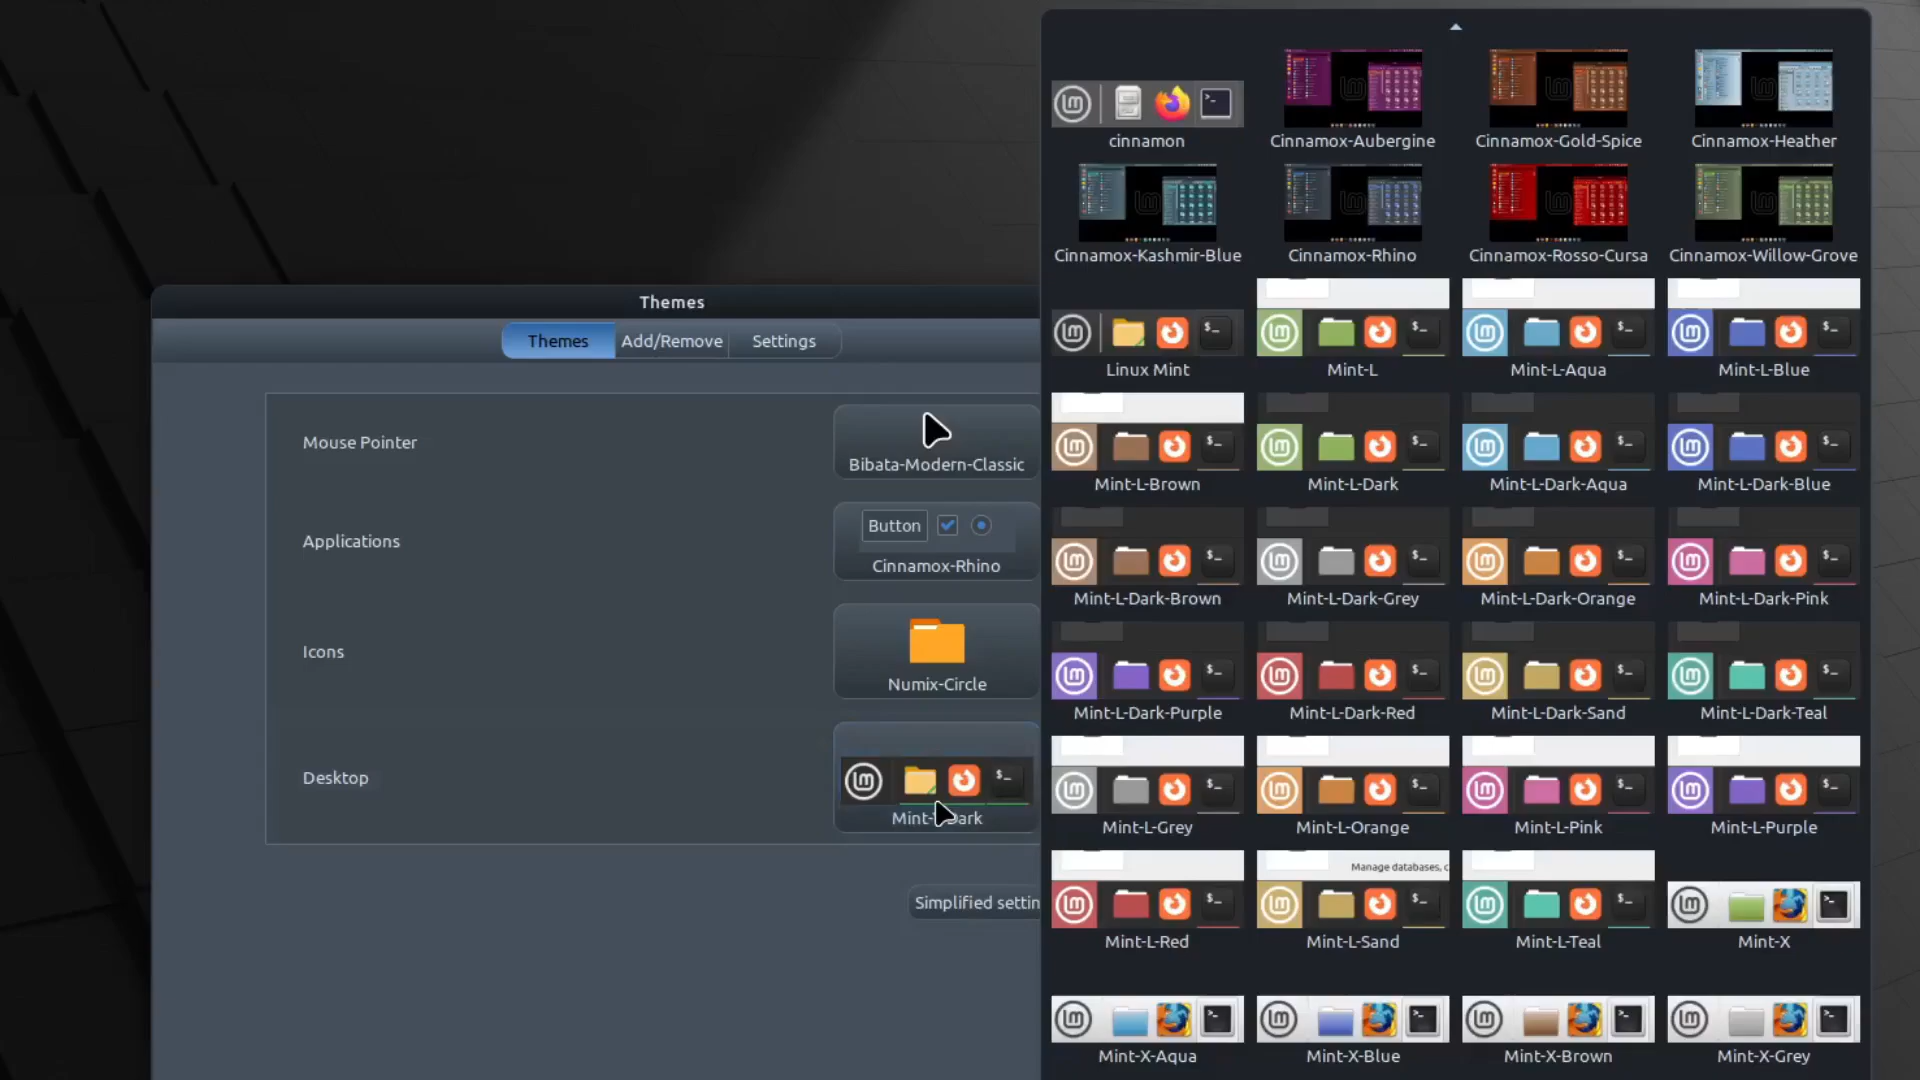 Themes
Themes
Add/Remove
Settings
Mouse Pointer
Bibata-Modern-Classic
Applications
Button
Cinnamox-Rhino
Icons
Numix-Circle
Desktop
$_
Simplified settin
cinnamon
Cinnamox-Aubergine
Cinnamox-Gold-Spice
Cinnamox-Heather
Cinnamox-Kashmir-Blue
Cinnamox-Rhino
Cinnamox-Rosso-Cursa
Cinnamox-Willow-Grove
Linux Mint
Mint-L
Mint-L-Aqua
Mint-L-Blue
Mint-L-Brown
Mint-L-Dark
Mint-L-Dark-Aqua
Mint-L-Dark-Blue
Mint-L-Dark-Brown
Mint-L-Dark-Grey
Mint-L-Dark-Orange
Mint-L-Dark-Pink
Mint-L-Dark-Purple
Mint-L-Dark-Red
Mint-L-Dark-Sand
Mint-L-Dark-Teal
Mint-L-Grey
Mint-L-Orange
Mint-L-Pink
Mint-L-Purple
Manage databases, c
Mint-L-Red
Mint-L-Sand
Mint-L-Teal
Mint-X
Mint-X-Aqua
Mint-X-Blue
Mint-X-Brown
Mint-X-Grey